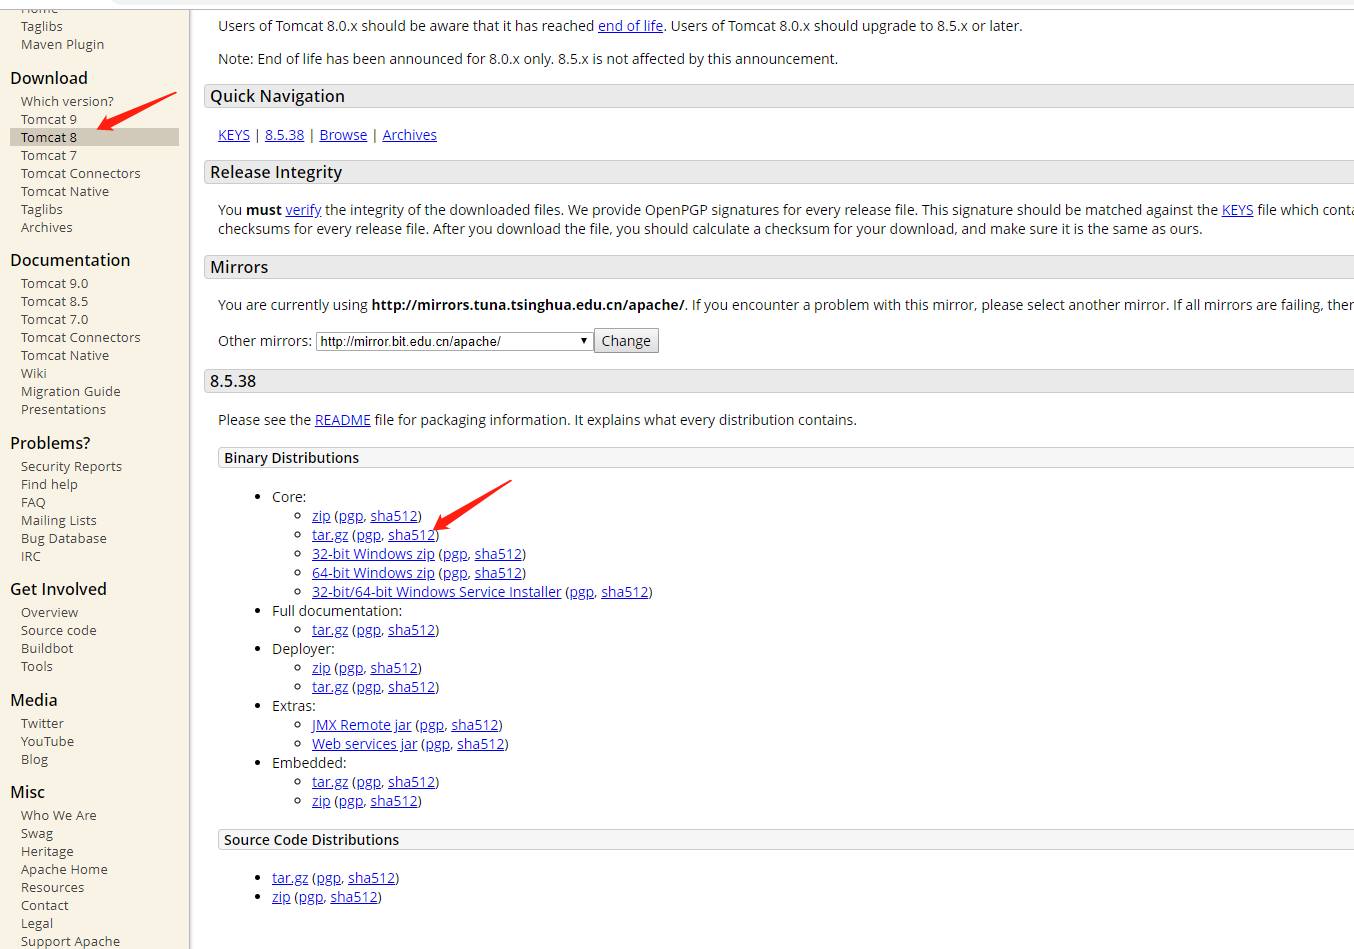 Home
Taglibs
Maven Plugin
Download
Which version?
Tomcat 9
Tomcat 8
Tomcat 7
Tomcat Connectors
Tomcat Native
Taglibs
Archives
Documentation
Tomcat 9.0
Tomcat 8.5
Tomcat 7.0
Tomcat Connectors
Tomcat Native
Wiki
Migration Guide
Presentations
Problems?
Security Reports
Find help
FAQ
Mailing Lists
Bug Database
IRC
Get Involved
Overview
Source code
Buildbot
Tools
Media
Twitter
YouTube
Blog
Misc
Who We Are
Swag
Heritage
Apache Home
Resources
Contact
Legal
Support Apache
Users of Tomcat 8.0.x should be aware that it has reached end of life. Users of Tomcat 8.0.x should upgrade to 8.5.x or later.
Note: End of life has been announced for 8.0.x only. 8.5.x is not affected by this announcement.
Quick Navigation
KEYS | 8.5.38 | Browse | Archives
Release Integrity
You must verify the integrity of the downloaded files. We provide OpenPGP signatures for every release file. This signature should be matched against the KEYS file which
checksums for every release file. After you download the file, you should calculate a checksum for your download, and make sure it is the same as ours.
Mirrors
You are currently using http://mirrors.tuna.tsinghua.edu.cn/apache/. If you encounter a problem with this mirror, please select another mirror. If all mirrors are failing,
Other mirrors: http://mirror.bit.edu.cn/apache/ Change
8.5.38
Please see the README file for packaging information. It explains what every distribution contains.
Binary Distributions
Core:
zip (pgp, sha512)
tar.gz (pgp, sha512)
32-bit Windows zip (pgp, sha512)
64-bit Windows zip (pgp, sha512)
32-bit/64-bit Windows Service Installer (pgp, sha512)
Full documentation:
tar.gz (pgp, sha512)
Deployer:
zip (pgp, sha512)
tar.gz (pgp, sha512)
Extras:
JMX Remote jar (pgp, sha512)
Web services jar (pgp, sha512)
Embedded:
tar.gz (pgp, sha512)
zip (pgp, sha512)
Source Code Distributions
tar.gz (pgp, sha512)
zip (pgp, sha512)